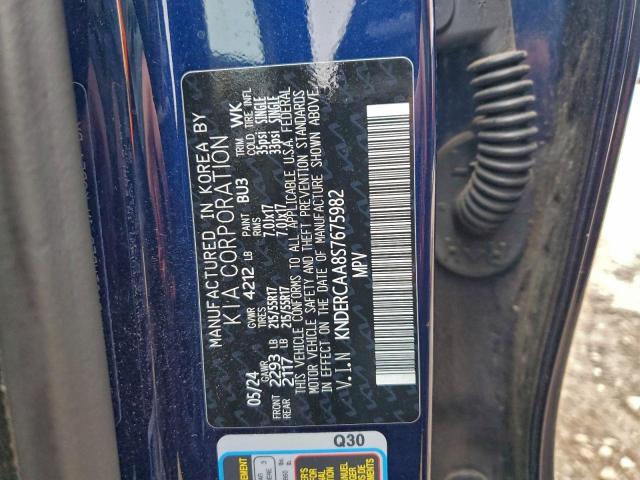 MANUFACTURED IN KOREA BY
KIA CORPORATION
05/24 GVWR 4212 LB PAINT BU3 TRIM WK
GAWR TIRES RIMS COLD TIRE INFL
FRONT 2293 LB 215/55R17 7.0Jx17 35psi SINGLE
REAR 2117 LB 215/55R17 7.0Jx17 33psi SINGLE
THIS VEHICLE CONFORMS TO ALL APPLICABLE U.S.A. FEDERAL
MOTOR VEHICLE SAFETY AND THEFT PREVENTION STANDARDS
IN EFFECT ON THE DATE OF MANUFACTURE SHOWN ABOVE.
V.I.N KNDERCAA8S7675982
MPV
Q30